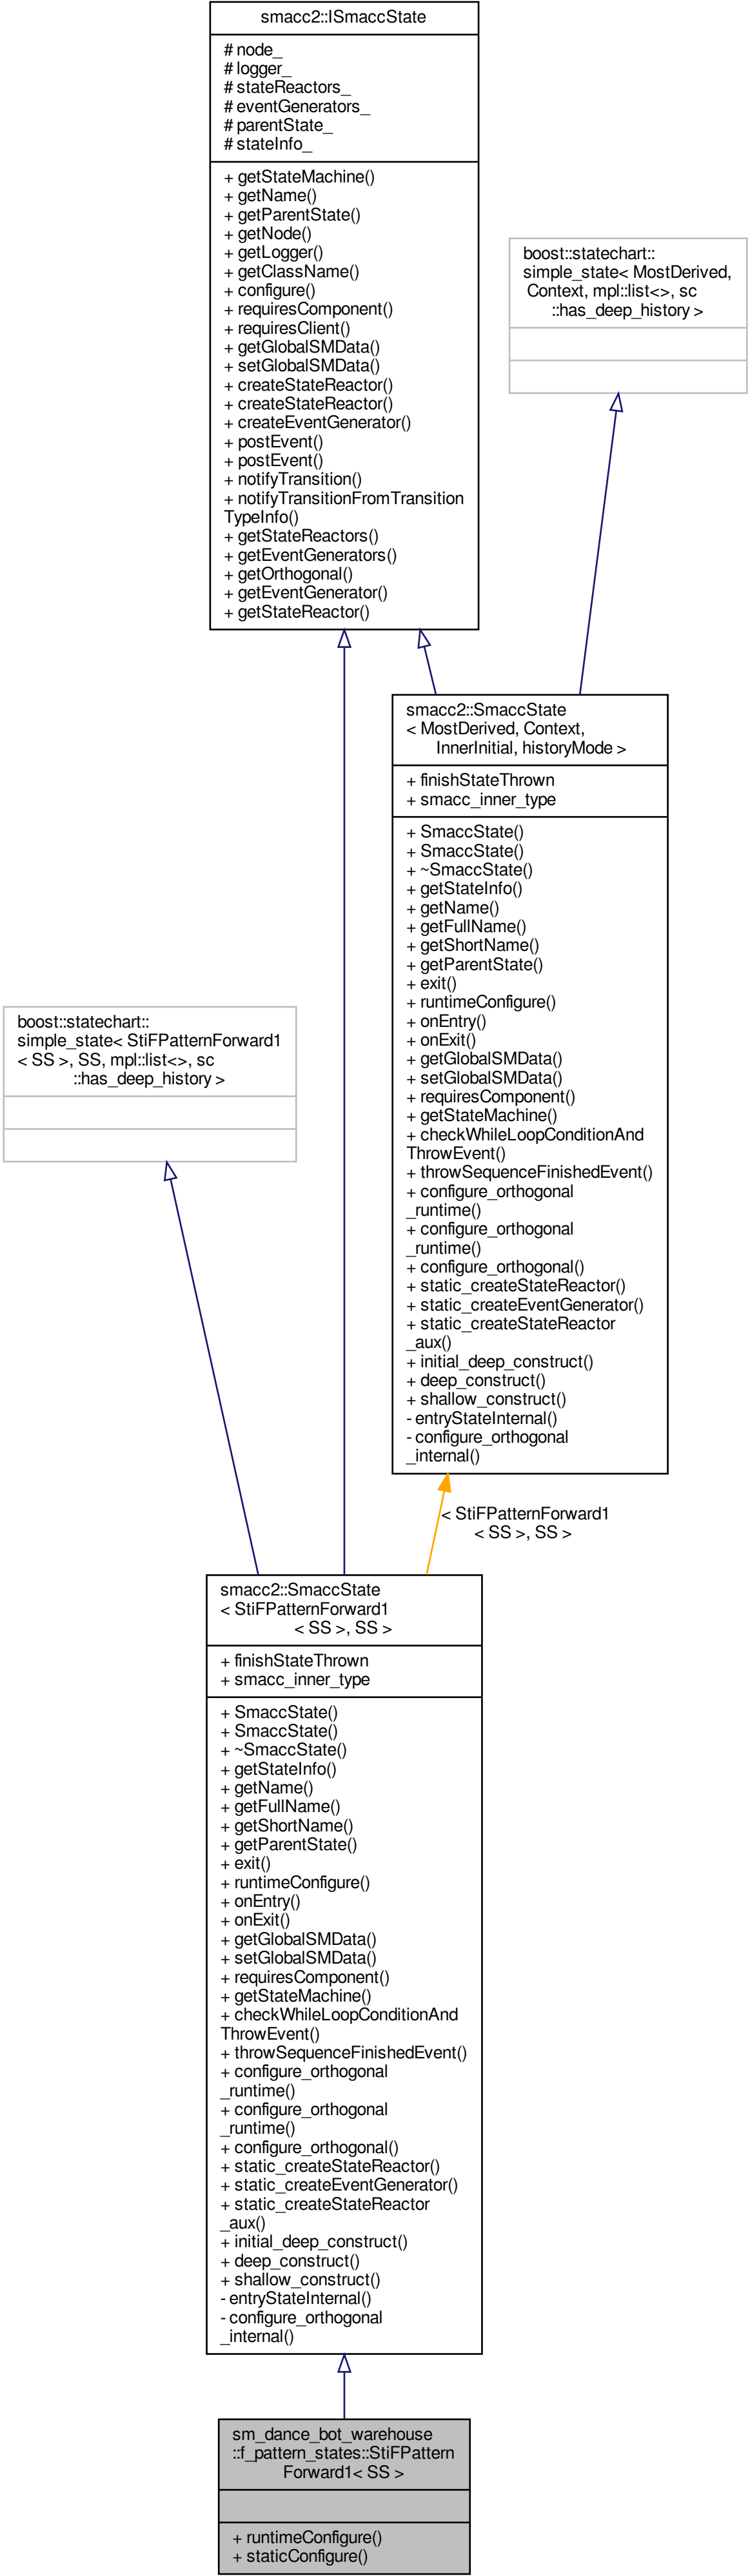 smacc2::ISmaccState
# node_
# logger_
# stateReactors_
# eventGenerators_
# parentState_
# stateInfo_
+ getStateMachine()
+ getName()
+ getParentState()
+ getNode()
+ getLogger()
+ getClassName()
+ configure()
+ requiresComponent()
+ requiresClient()
+ getGlobalSMData()
+ setGlobalSMData()
+ createStateReactor()
+ createStateReactor()
+ createEventGenerator()
+ postEvent()
+ postEvent()
+ notifyTransition()
+ notifyTransitionFromTransition
TypeInfo()
+ getStateReactors()
+ getEventGenerators()
+ getOrthogonal()
+ getEventGenerator()
+ getStateReactor()
boost::statechart::
simple_state< MostDerived,
Context, mpl::list<>, sc
::has_deep_history >
smacc2::SmaccState
< MostDerived, Context,
InnerInitial, historyMode >
+ finishStateThrown
+ smacc_inner_type
+ SmaccState()
+ SmaccState()
+ ~SmaccState()
+ getStateInfo()
+ getName()
+ getFullName()
+ getShortName()
+ getParentState()
+ exit()
+ runtimeConfigure()
+ onEntry()
+ onExit()
+ getGlobalSMData()
+ setGlobalSMData()
+ requiresComponent()
+ getStateMachine()
+ checkWhileLoopConditionAnd
ThrowEvent()
+ throwSequenceFinishedEvent()
+ configure_orthogonal
_runtime()
+ configure_orthogonal
_runtime()
+ configure_orthogonal()
+ static_createStateReactor()
+ static_createEventGenerator()
+ static_createStateReactor
_aux()
+ initial_deep_construct()
+ deep_construct()
+ shallow_construct()
- entryStateInternal()
- configure_orthogonal
_internal()
boost::statechart::
simple_state< StiFPatternForward1
< SS >, SS, mpl::list<>, sc
::has_deep_history >
< StiFPatternForward1
< SS >, SS >
smacc2::SmaccState
< StiFPatternForward1
< SS >, SS >
+ finishStateThrown
+ smacc_inner_type
+ SmaccState()
+ SmaccState()
+ ~SmaccState()
+ getStateInfo()
+ getName()
+ getFullName()
+ getShortName()
+ getParentState()
+ exit()
+ runtimeConfigure()
+ onEntry()
+ onExit()
+ getGlobalSMData()
+ setGlobalSMData()
+ requiresComponent()
+ getStateMachine()
+ checkWhileLoopConditionAnd
ThrowEvent()
+ throwSequenceFinishedEvent()
+ configure_orthogonal
_runtime()
+ configure_orthogonal
_runtime()
+ configure_orthogonal()
+ static_createStateReactor()
+ static_createEventGenerator()
+ static_createStateReactor
_aux()
+ initial_deep_construct()
+ deep_construct()
+ shallow_construct()
- entryStateInternal()
- configure_orthogonal
_internal()
sm_dance_bot_warehouse
::f_pattern_states::StiFPattern
Forward1< SS >
+ runtimeConfigure()
+ staticConfigure()